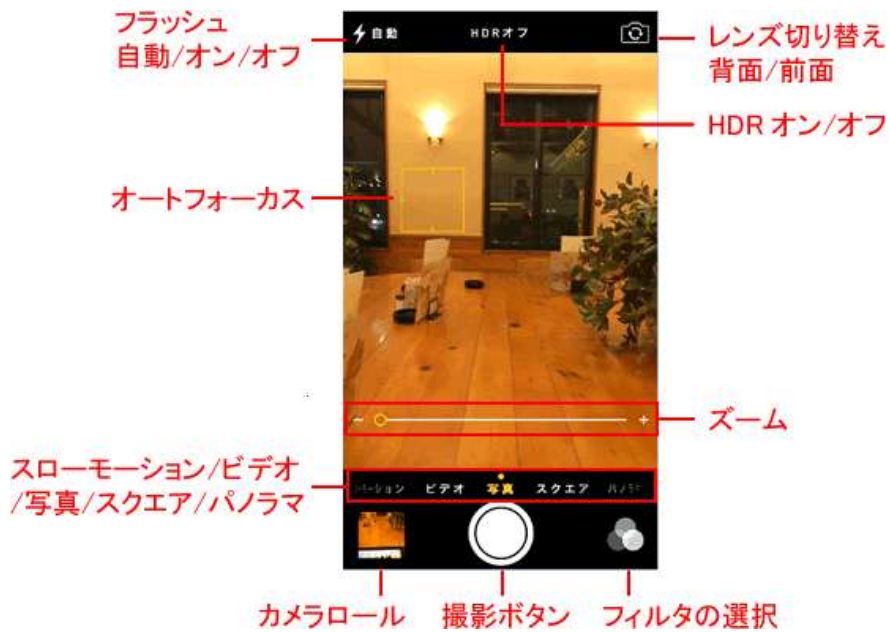 フラッシュ
自動/オン/オフ
自動
HDRオフ
レンズ切り替え
背面/前面
HDR オン/オフ
オートフォーカス
ズーム
スローモーション/ビデオ
/写真/スクエア/パノラマ
ビデオ
写真
スクエア
カメラロール
撮影ボタン
フィルタの選択